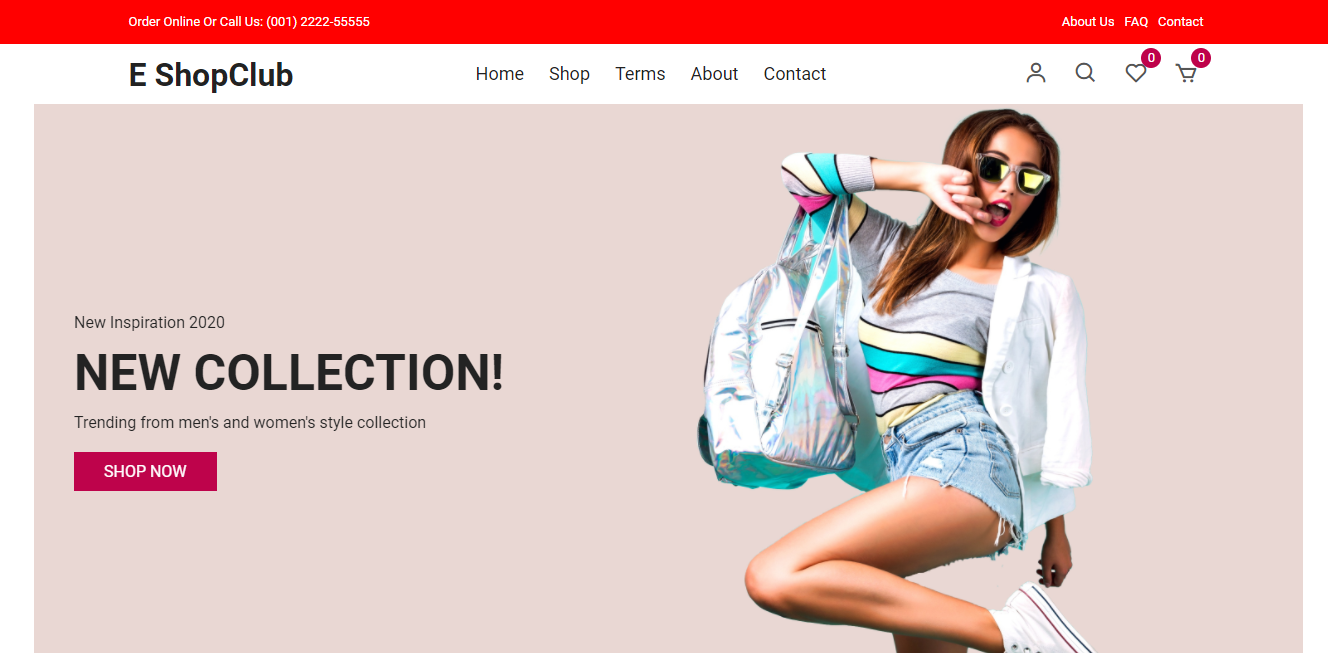 Order Online Or Call Us: (001) 2222-55555
About Us FAQ Contact
E ShopClub
Home Shop Terms About Contact
0 0
New Inspiration 2020
NEW COLLECTION!
Trending from men's and women's style collection
SHOP NOW